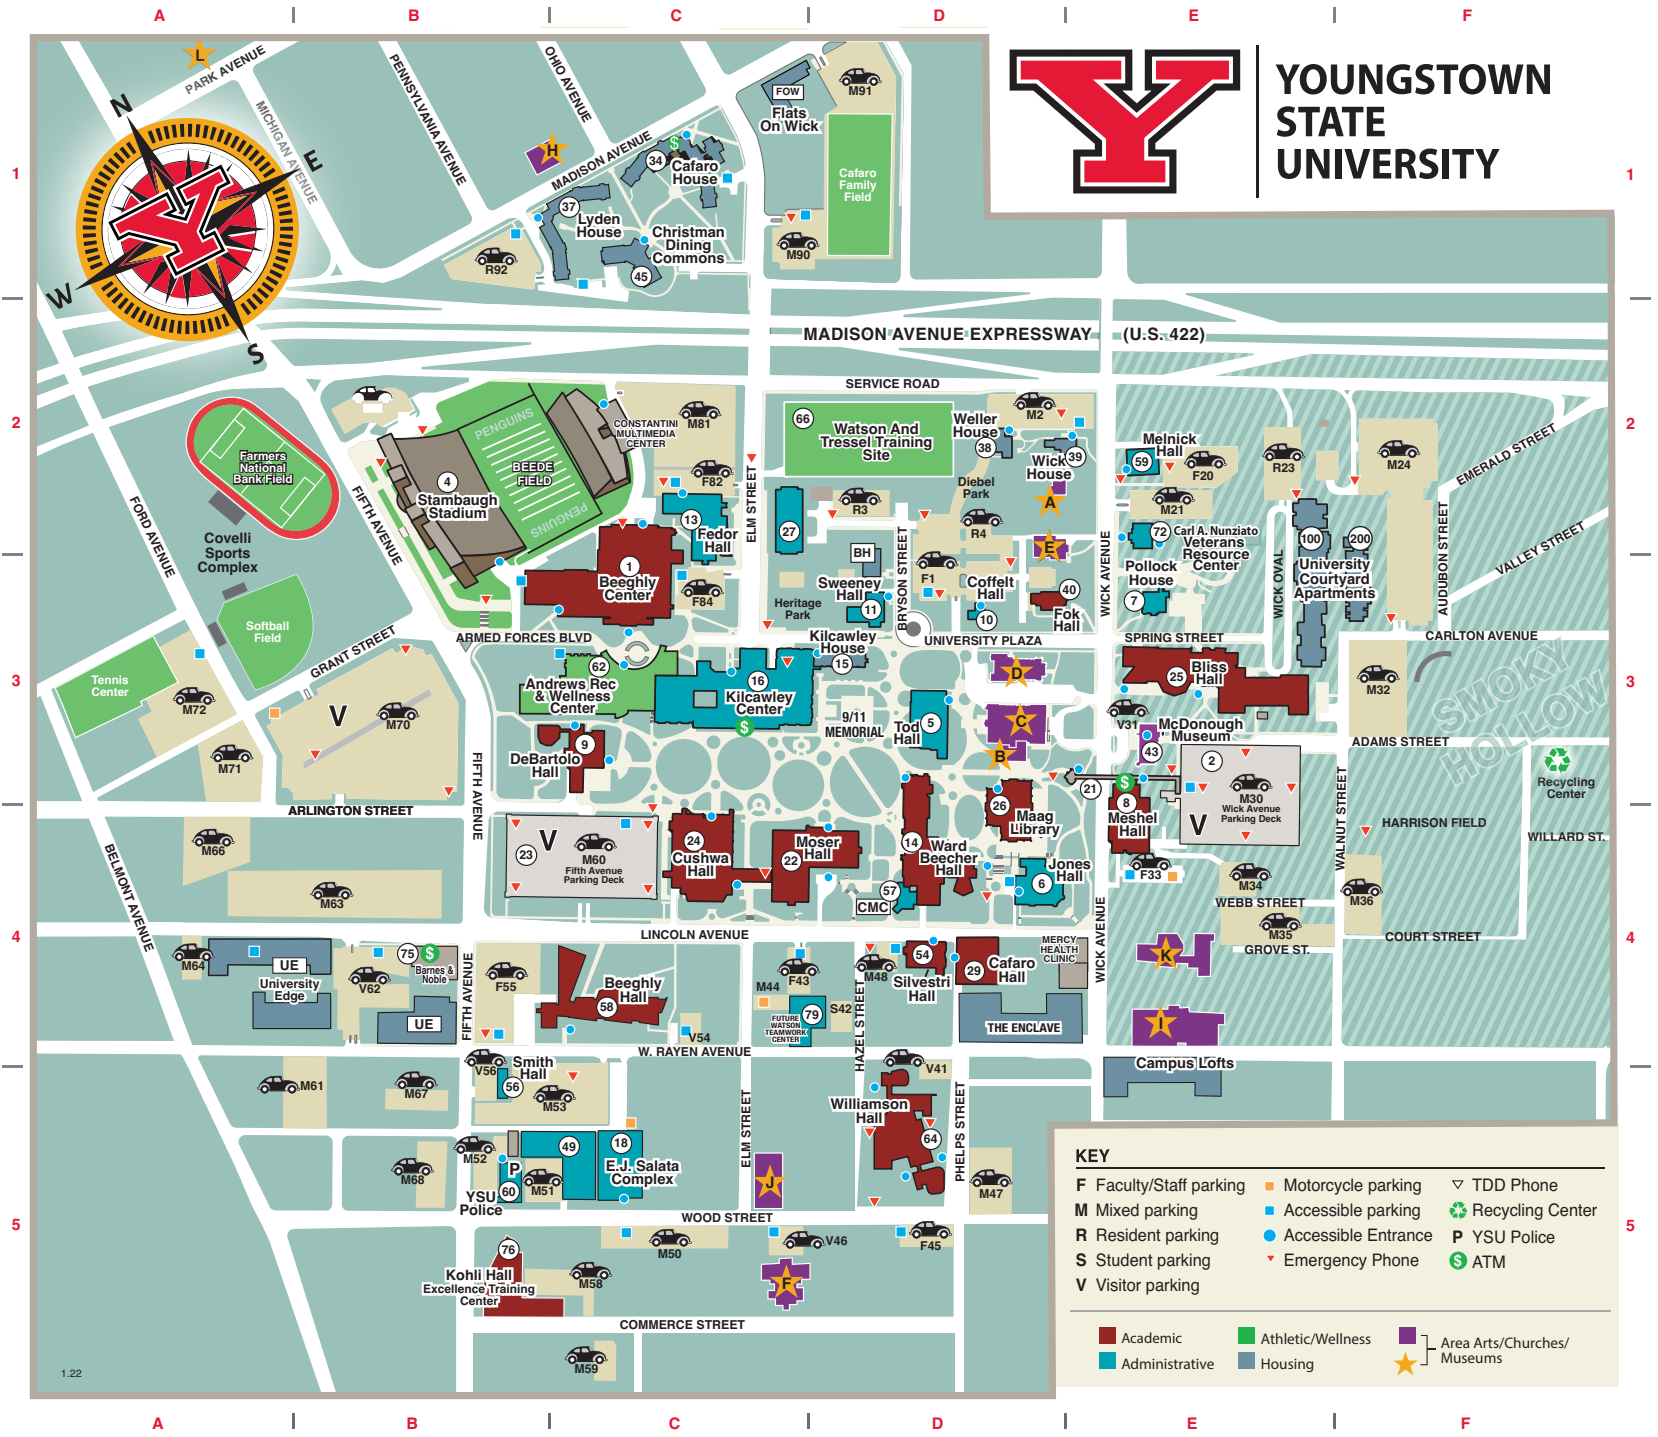 A
B
C
D
E
F
YOUNGSTOWN
STATE
UNIVERSITY
L
PARK AVENUE
MICHIGAN AVENUE
PENNSYLVANIA AVENUE
OHIO AVENUE
MADISON AVENUE
N
E
W
S
Y
H
34
Cafaro
House
$
37
Lyden
House
Christman
Dining
Commons
45
R92
FOW
Flats
On Wick
M91
Cafaro
Family
Field
M90
1
1
MADISON AVENUE EXPRESSWAY (U.S. 422)
SERVICE ROAD
2
2
Farmers
National
Bank Field
Covelli
Sports
Complex
Softball
Field
Tennis
Center
FORD AVENUE
FIFTH AVENUE
GRANT STREET
4
Stambaugh
Stadium
PENGUINS
BEEDE
FIELD
PENGUINS
CONSTANTINI
MULTIMEDIA
CENTER
M81
F82
13
Fedor
Hall
ELM STREET
1
Beeghly
Center
F84
ARMED FORCES BLVD
66
Watson And
Tressel Training
Site
Weller
House
38
M2
Wick
House
39
A
Diebel
Park
R3
R4
27
BH
Sweeney
Hall
11
Heritage
Park
BRYSON STREET
F1
Coffelt
Hall
10
E
40
Fok
Hall
WICK AVENUE
Melnick
Hall
59
F20
M21
R23
M24
72
Carl A. Nunziato
Veterans
Resource
Center
Pollock
House
7
WICK OVAL
100
200
University
Courtyard
Apartments
AUDUBON STREET
EMERALD STREET
VALLEY STREET
SPRING STREET
CARLTON AVENUE
UNIVERSITY PLAZA
Kilcawley
House
15
3
3
M72
M71
V
M70
62
Andrews Rec
& Wellness
Center
16
Kilcawley
Center
$
9
DeBartolo
Hall
9/11
MEMORIAL
5
Tod
Hall
D
C
B
25
Bliss
Hall
V31
McDonough
Museum
43
2
M30
Wick Avenue
Parking Deck
V
21
$
8
Meshel
Hall
M32
SMOKY
HOLLOW
ADAMS STREET
Recycling
Center
WALNUT STREET
HARRISON FIELD
WILLARD ST.
ARLINGTON STREET
FIFTH AVENUE
M66
M63
BELMONT AVENUE
23
V
M60
Fifth Avenue
Parking Deck
24
Cushwa
Hall
Moser
Hall
22
14
Ward
Beecher
Hall
26
Maag
Library
57
CMC
Jones
Hall
6
F33
M34
WEBB STREET
M35
GROVE ST.
M36
COURT STREET
LINCOLN AVENUE
4
4
M64
UE
University
Edge
75
$
Barnes &
Noble
V62
UE
FIFTH AVENUE
F55
Beeghly
Hall
58
V54
M44
F43
FUTURE
WATSON
TEAMWORK
CENTER
79
S42
M48
HAZEL STREET
54
Silvestri
Hall
29
Cafaro
Hall
MERCY
HEALTH
CLINIC
THE ENCLAVE
WICK AVENUE
K
I
Campus Lofts
W. RAYEN AVENUE
M61
M67
V56
Smith
Hall
56
M53
M68
M52
P
60
YSU
Police
M51
49
18
E.J. Salata
Complex
ELM STREET
J
Williamson
Hall
64
V41
PHELPS STREET
M47
WOOD STREET
5
5
76
Kohli Hall
Excellence Training
Center
M50
M58
V46
F
F45
COMMERCE STREET
M59
1.22
KEY
F Faculty/Staff parking
M Mixed parking
R Resident parking
S Student parking
V Visitor parking
Motorcycle parking
Accessible parking
Accessible Entrance
Emergency Phone
TDD Phone
Recycling Center
P YSU Police
$ ATM
Academic
Administrative
Athletic/Wellness
Housing
Area Arts/Churches/
Museums
A
B
C
D
E
F